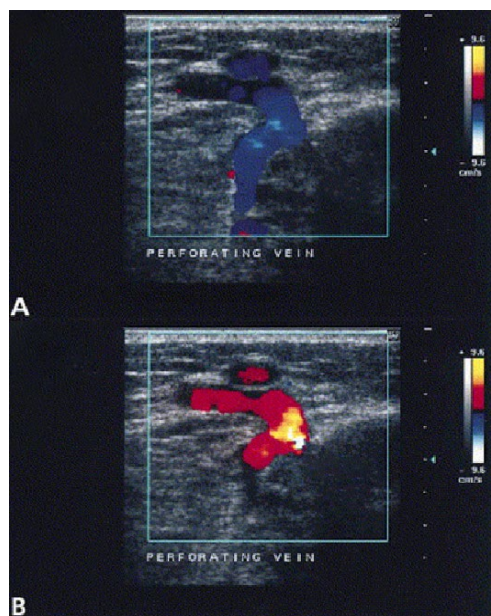 + 9.6
- 9.6
cm/s
PERFORATING VEIN
A
+ 9.6
- 9.6
cm/s
PERFORATING VEIN
B